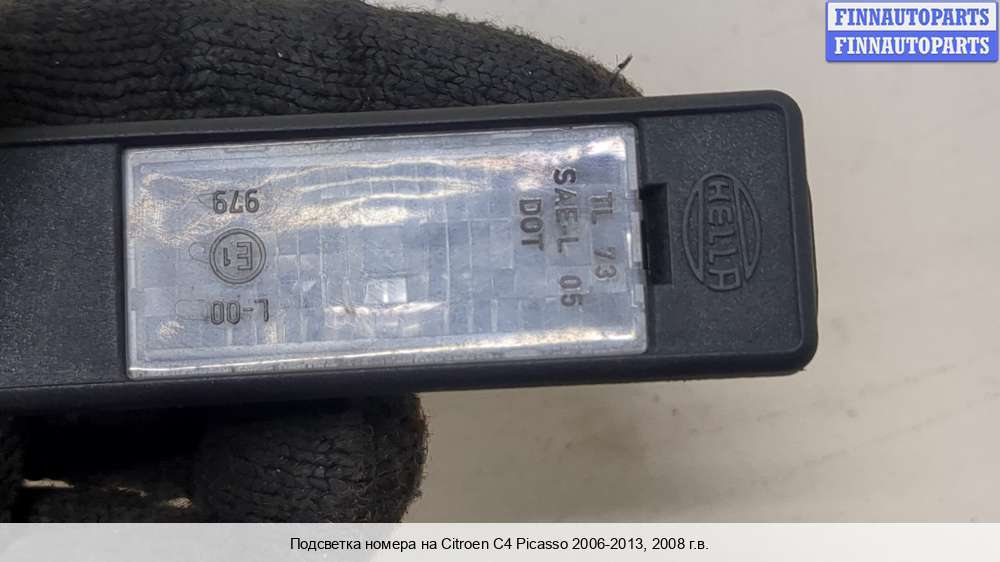 FINNAUTOPARTS
FINNAUTOPARTS
HELLA
TL 73
SAE-L 05
DOT
979
E1
L-00
Подсветка номера на Citroen C4 Picasso 2006-2013, 2008 г.в.